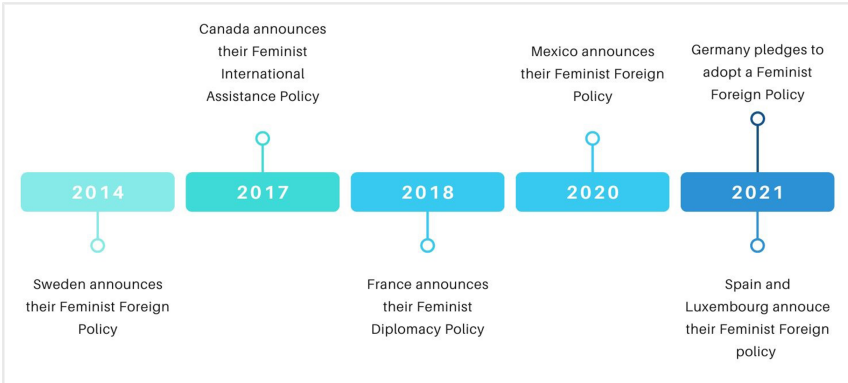 Canada announces
their Feminist
International
Assistance Policy
Mexico announces
their Feminist Foreign
Policy
Germany pledges to
adopt a Feminist
Foreign Policy
2014
2017
2018
2020
2021
Sweden announces
their Feminist Foreign
Policy
France announces
their Feminist
Diplomacy Policy
Spain and
Luxembourg annouce
their Feminist Foreign
policy